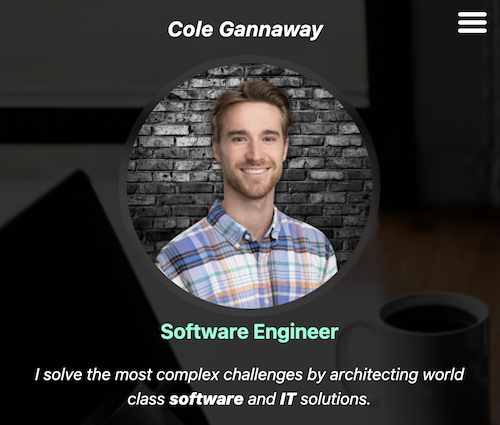 Cole Gannaway
Software Engineer
I solve the most complex challenges by architecting world
class software and IT solutions.